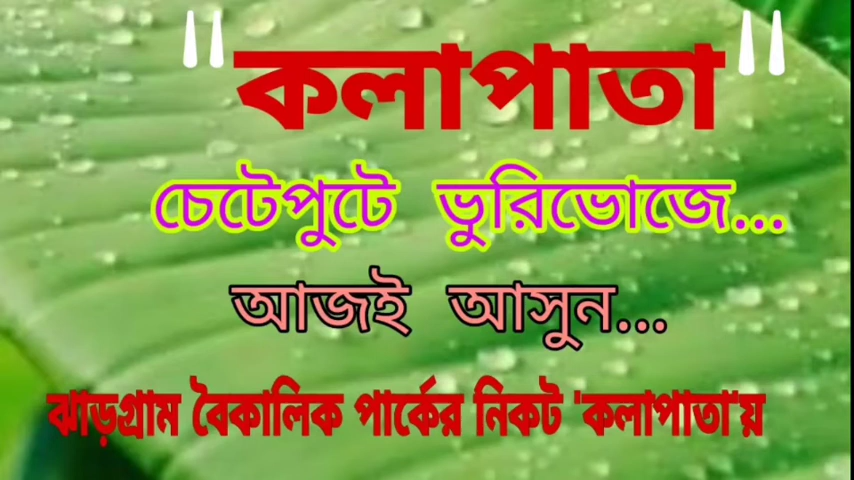 "কলাপাতা"
চেটেপুটে ভুরিভোজে...
আজই আসুন...
ঝাড়গ্রাম বৈকালিক পার্কের নিকট 'কলাপাতা'য়